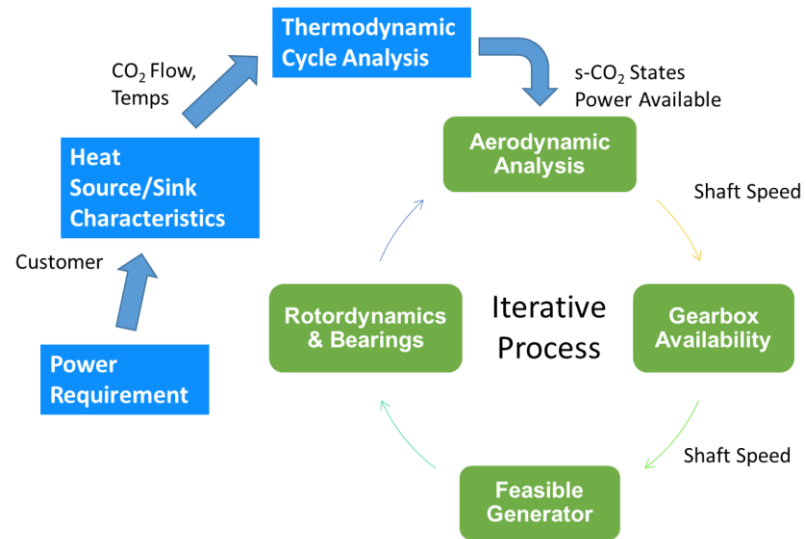 Thermodynamic
Cycle Analysis
CO₂ Flow,
Temps
s-CO₂ States
Power Available
Heat
Source/Sink
Characteristics
Aerodynamic
Analysis
Shaft Speed
Customer
Rotordynamics
& Bearings
Iterative
Process
Gearbox
Availability
Power
Requirement
Shaft Speed
Feasible
Generator